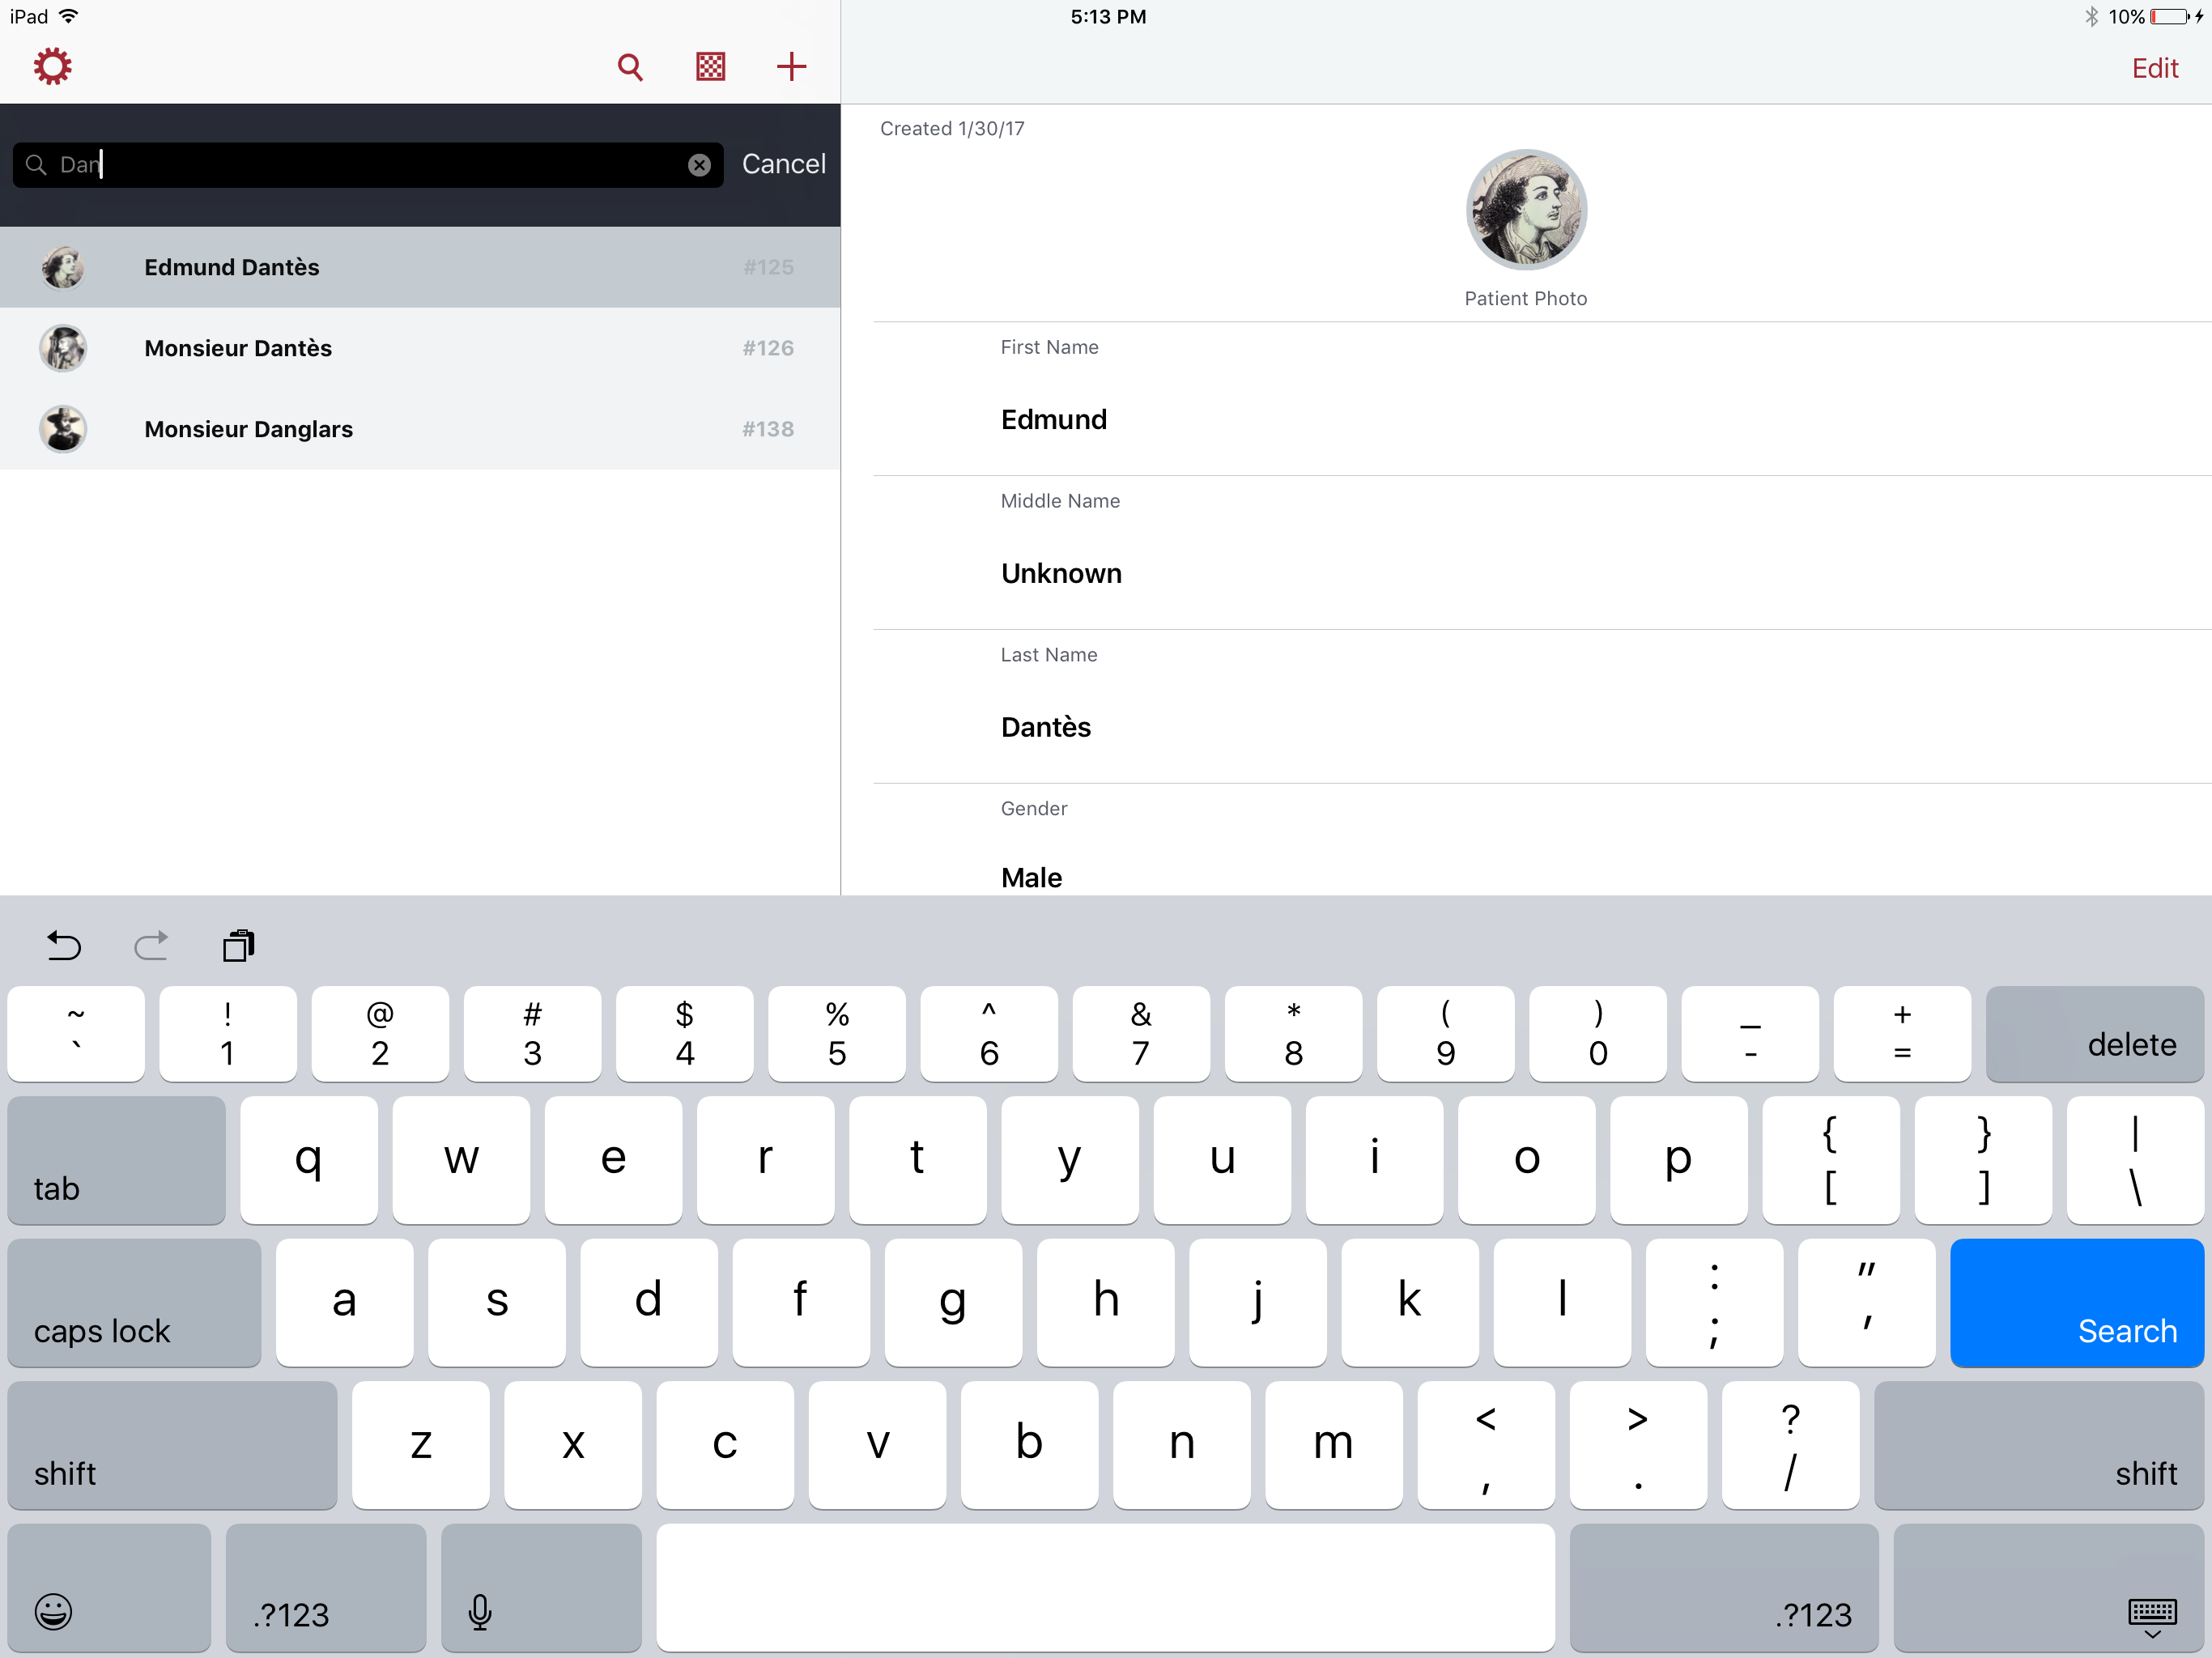 iPad 5:13 PM 10%
Edit
Dan Cancel
Edmund Dantès #125
Monsieur Dantès #126
Monsieur Danglars #138
Created 1/30/17
Patient Photo
First Name
Edmund
Middle Name
Unknown
Last Name
Dantès
Gender
Male
~ ! @ # $ % ^ & * ( ) _ +
` 1 2 3 4 5 6 7 8 9 0 - = delete
tab q w e r t y u i o p { [ } ] | \
caps lock a s d f g h j k l : ; " ' Search
shift z x c v b n m < , > . ? / shift
.?123 .?123